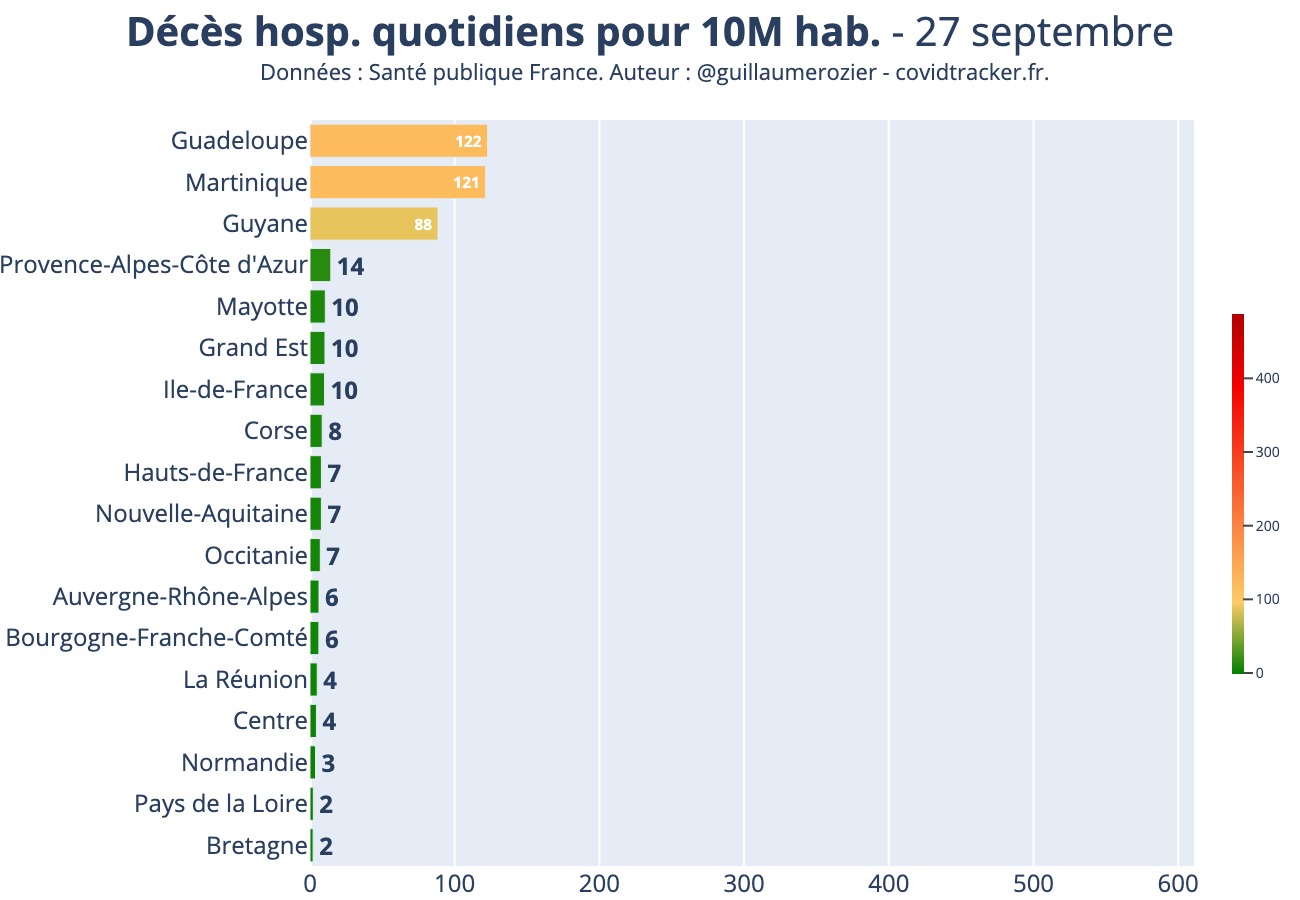 Décès hosp. quotidiens pour 10M hab. - 27 septembre
Données : Santé publique France. Auteur : @guillaumerozier - covidtracker.fr.
Guadeloupe 122
Martinique 121
Guyane 88
Provence-Alpes-Côte d'Azur 14
Mayotte 10
Grand Est 10
Ile-de-France 10
Corse 8
Hauts-de-France 7
Nouvelle-Aquitaine 7
Occitanie 7
Auvergne-Rhône-Alpes 6
Bourgogne-Franche-Comté 6
La Réunion 4
Centre 4
Normandie 3
Pays de la Loire 2
Bretagne 2
0 100 200 300 400 500 600
400
300
200
100
0